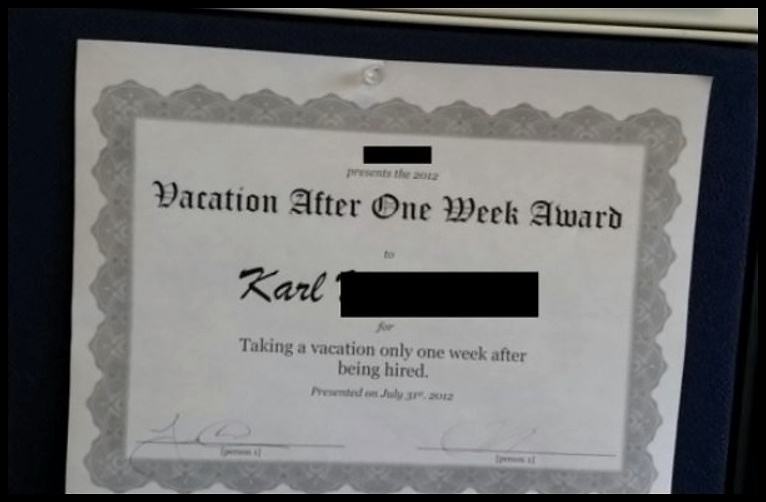 presents the 2012
Vacation After One Week Award
to
Karl
for
Taking a vacation only one week after
being hired.
Presented on July 31st, 2012
[person 1] [person 1]